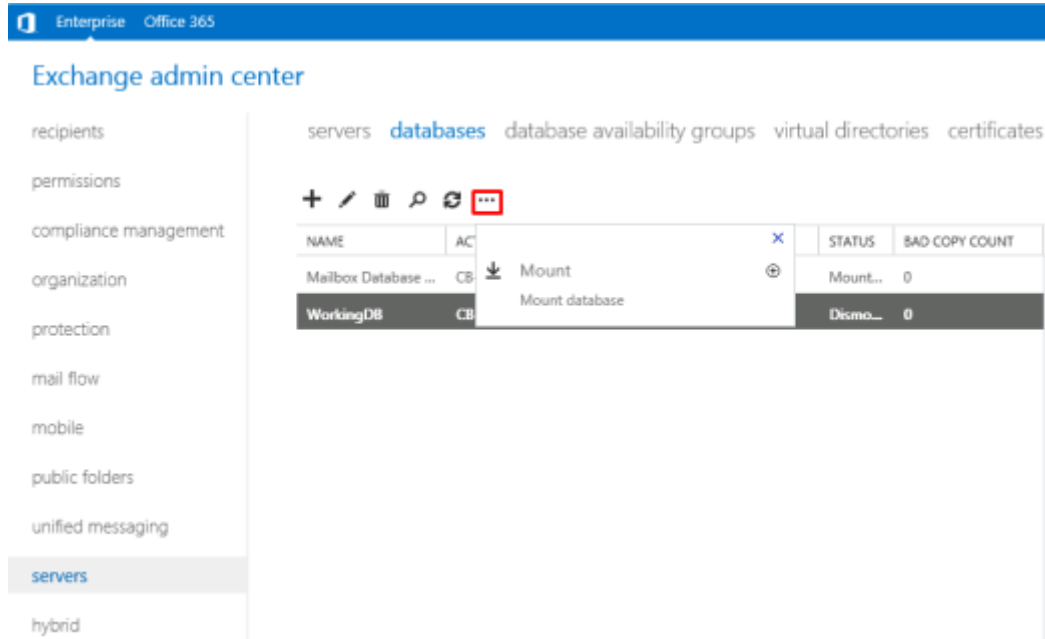 Enterprise Office 365
Exchange admin center
recipients
permissions
compliance management
organization
protection
mail flow
mobile
public folders
unified messaging
servers
hybrid
servers databases database availability groups virtual directories certificates
NAME AC STATUS BAD COPY COUNT
Mailbox Database ... CB Mount... 0
WorkingDB CB Dismo... 0
Mount
Mount database